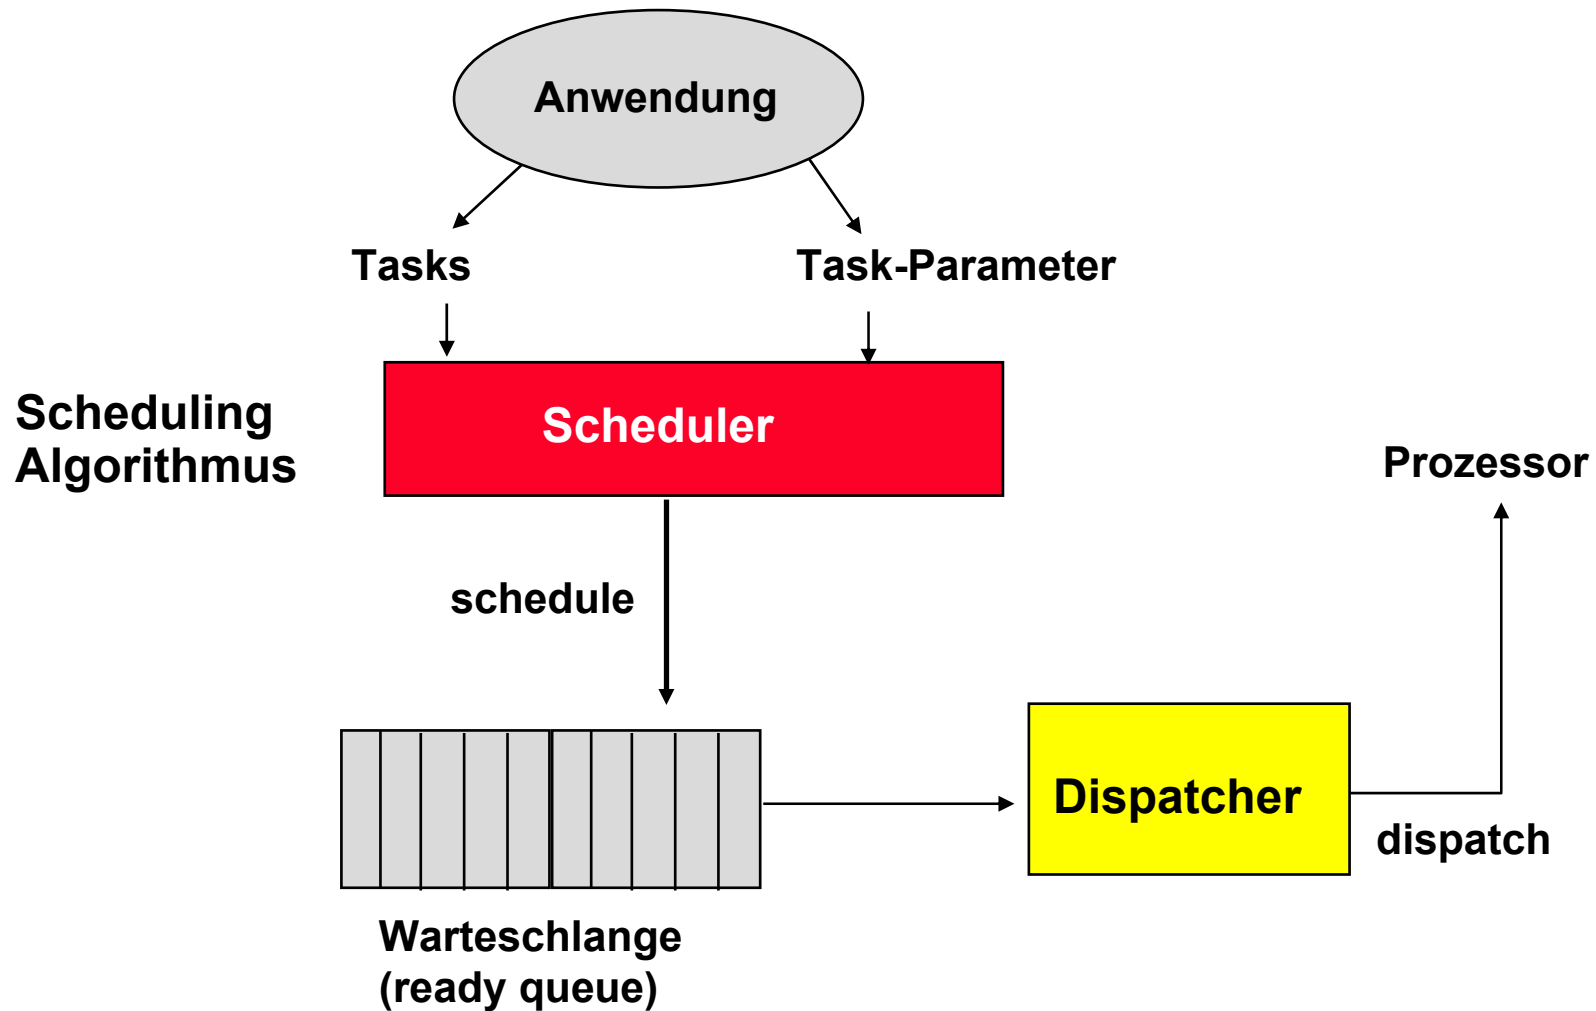 Anwendung
Tasks
Task-Parameter
Scheduling
Algorithmus
Scheduler
Prozessor
schedule
Dispatcher
dispatch
Warteschlange
(ready queue)